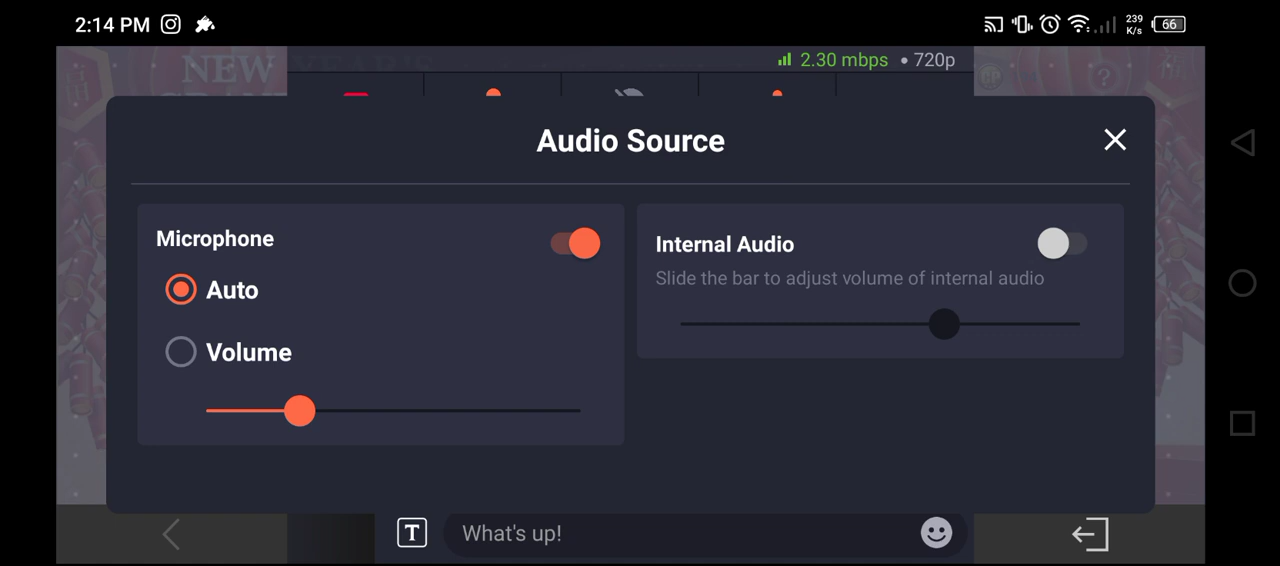 2:14 PM
239
K/s
66
NEW
2.30 mbps • 720p
Audio Source
Microphone
Auto
Volume
Internal Audio
Slide the bar to adjust volume of internal audio
T What's up!